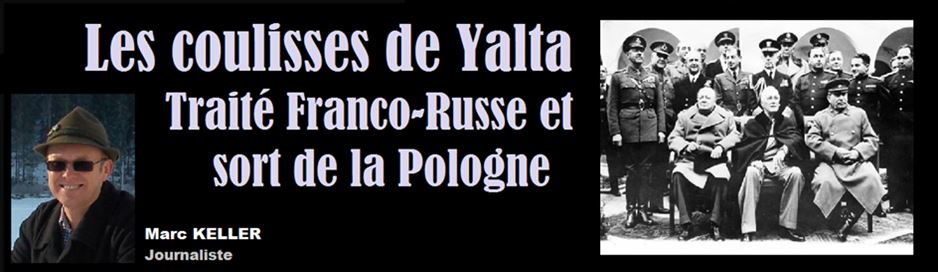 Les coulisses de Yalta
Traité Franco-Russe et
sort de la Pologne
Marc KELLER
Journaliste